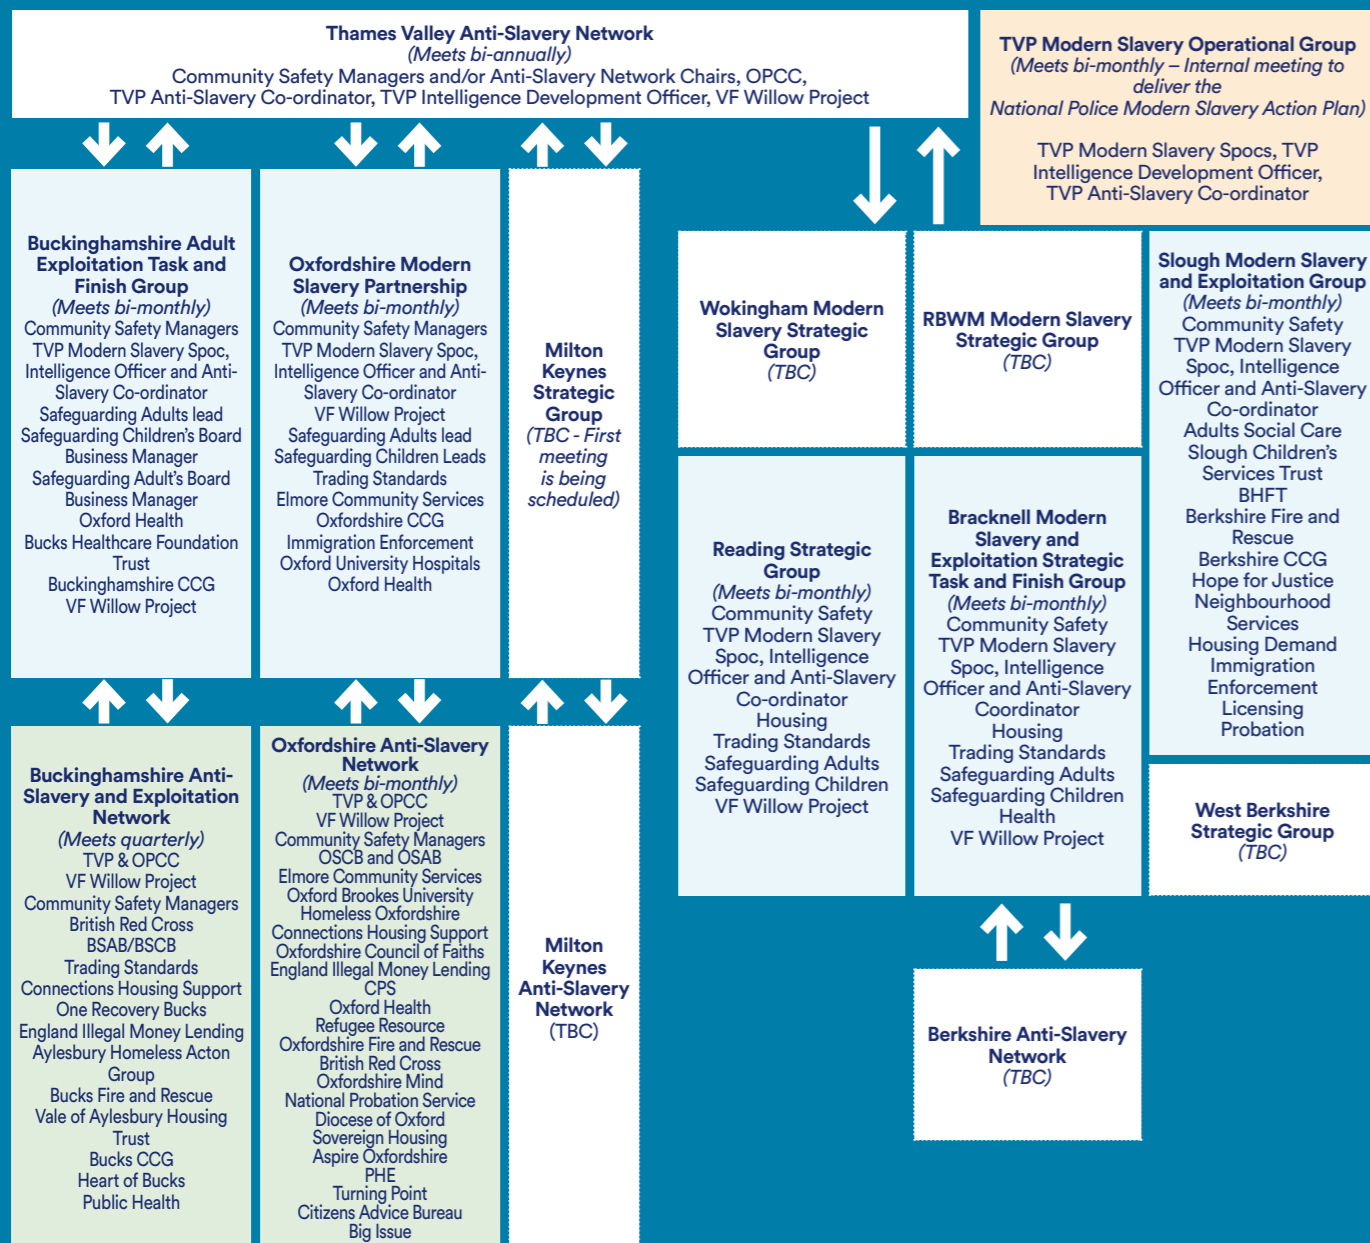 Thames Valley Anti-Slavery Network
(Meets bi-annually)
Community Safety Managers and/or Anti-Slavery Network Chairs, OPCC,
TVP Anti-Slavery Co-ordinator, TVP Intelligence Development Officer, VF Willow Project
TVP Modern Slavery Operational Group
(Meets bi-monthly – Internal meeting to
deliver the
National Police Modern Slavery Action Plan)
TVP Modern Slavery Spocs, TVP
Intelligence Development Officer,
TVP Anti-Slavery Co-ordinator
Buckinghamshire Adult
Exploitation Task and
Finish Group
(Meets bi-monthly)
Community Safety Managers
TVP Modern Slavery Spoc,
Intelligence Officer and Anti-
Slavery Co-ordinator
Safeguarding Adults lead
Safeguarding Children’s Board
Business Manager
Safeguarding Adult’s Board
Business Manager
Oxford Health
Bucks Healthcare Foundation
Trust
Buckinghamshire CCG
VF Willow Project
Oxfordshire Modern
Slavery Partnership
(Meets bi-monthly)
Community Safety Managers
TVP Modern Slavery Spoc,
Intelligence Officer and Anti-
Slavery Co-ordinator
VF Willow Project
Safeguarding Adults lead
Safeguarding Children Leads
Trading Standards
Elmore Community Services
Oxfordshire CCG
Immigration Enforcement
Oxford University Hospitals
Oxford Health
Milton
Keynes
Strategic
Group
(TBC - First
meeting
is being
scheduled)
Wokingham Modern
Slavery Strategic
Group
(TBC)
RBWM Modern Slavery
Strategic Group
(TBC)
Slough Modern Slavery
and Exploitation Group
(Meets bi-monthly)
Community Safety
TVP Modern Slavery
Spoc, Intelligence
Officer and Anti-Slavery
Co-ordinator
Adults Social Care
Slough Children’s
Services Trust
BHFT
Berkshire Fire and
Rescue
Berkshire CCG
Hope for Justice
Neighbourhood
Services
Housing Demand
Immigration
Enforcement
Licensing
Probation
Reading Strategic
Group
(Meets bi-monthly)
Community Safety
TVP Modern Slavery
Spoc, Intelligence
Officer and Anti-Slavery
Co-ordinator
Housing
Trading Standards
Safeguarding Adults
Safeguarding Children
VF Willow Project
Bracknell Modern
Slavery and
Exploitation Strategic
Task and Finish Group
(Meets bi-monthly)
Community Safety
TVP Modern Slavery
Spoc, Intelligence
Officer and Anti-Slavery
Coordinator
Housing
Trading Standards
Safeguarding Adults
Safeguarding Children
Health
VF Willow Project
West Berkshire
Strategic Group
(TBC)
Buckinghamshire Anti-
Slavery and Exploitation
Network
(Meets quarterly)
TVP & OPCC
VF Willow Project
Community Safety Managers
British Red Cross
BSAB/BSCB
Trading Standards
Connections Housing Support
One Recovery Bucks
England Illegal Money Lending
Aylesbury Homeless Acton
Group
Bucks Fire and Rescue
Vale of Aylesbury Housing
Trust
Bucks CCG
Heart of Bucks
Public Health
Oxfordshire Anti-Slavery
Network
(Meets bi-monthly)
TVP & OPCC
VF Willow Project
Community Safety Managers
OSCB and OSAB
Elmore Community Services
Oxford Brookes University
Homeless Oxfordshire
Connections Housing Support
Oxfordshire Council of Faiths
England Illegal Money Lending
CPS
Oxford Health
Refugee Resource
Oxfordshire Fire and Rescue
British Red Cross
Oxfordshire Mind
National Probation Service
Diocese of Oxford
Sovereign Housing
Aspire Oxfordshire
PHE
Turning Point
Citizens Advice Bureau
Big Issue
Milton
Keynes
Anti-Slavery
Network
(TBC)
Berkshire Anti-Slavery
Network
(TBC)